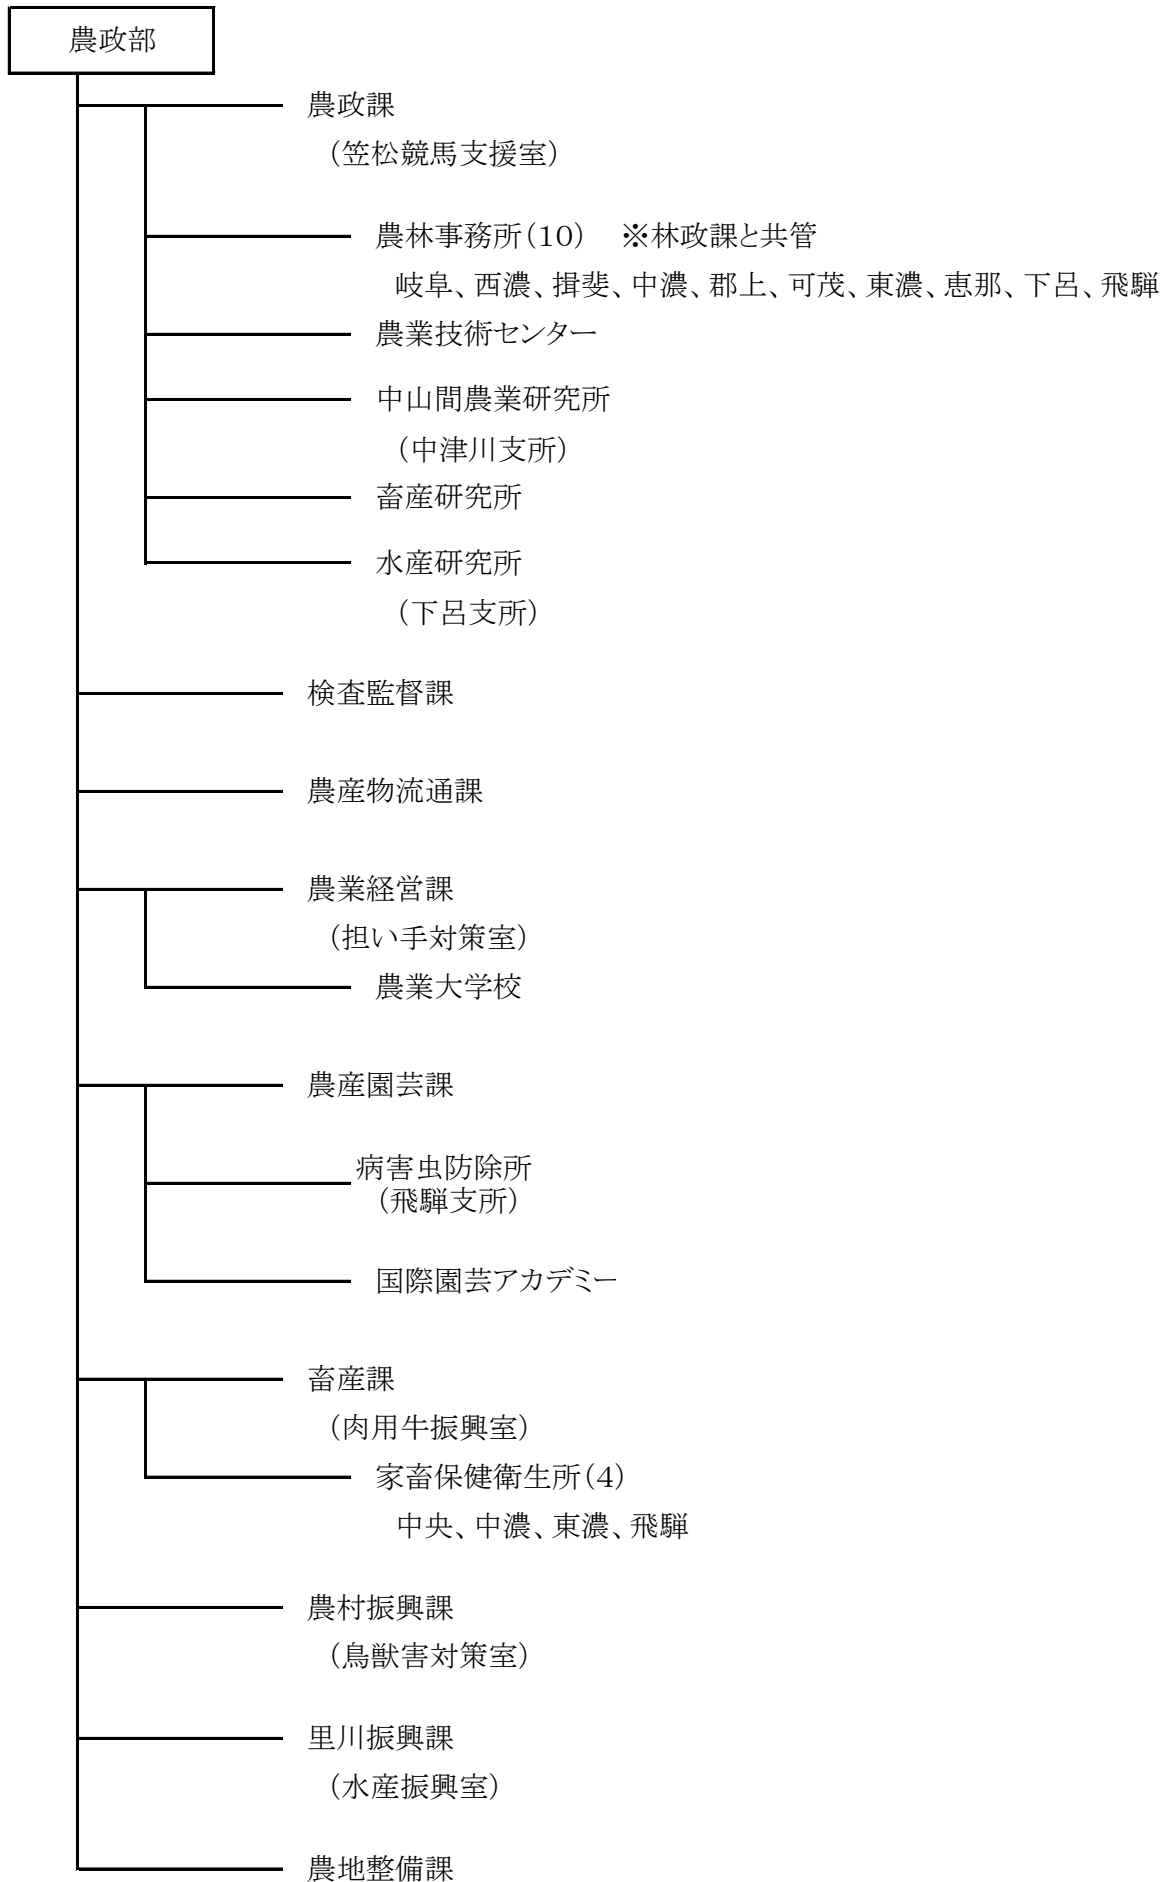 農政部
農政課
（笠松競馬支援室）
農林事務所（10）　※林政課と共管
岐阜、西濃、揖斐、中濃、郡上、可茂、東濃、恵那、下呂、飛騨
農業技術センター
中山間農業研究所
（中津川支所）
畜産研究所
水産研究所
（下呂支所）
検査監督課
農産物流通課
農業経営課
（担い手対策室）
農業大学校
農産園芸課
病害虫防除所
（飛騨支所）
国際園芸アカデミー
畜産課
（肉用牛振興室）
家畜保健衛生所（4）
中央、中濃、東濃、飛騨
農村振興課
（鳥獣害対策室）
里川振興課
（水産振興室）
農地整備課